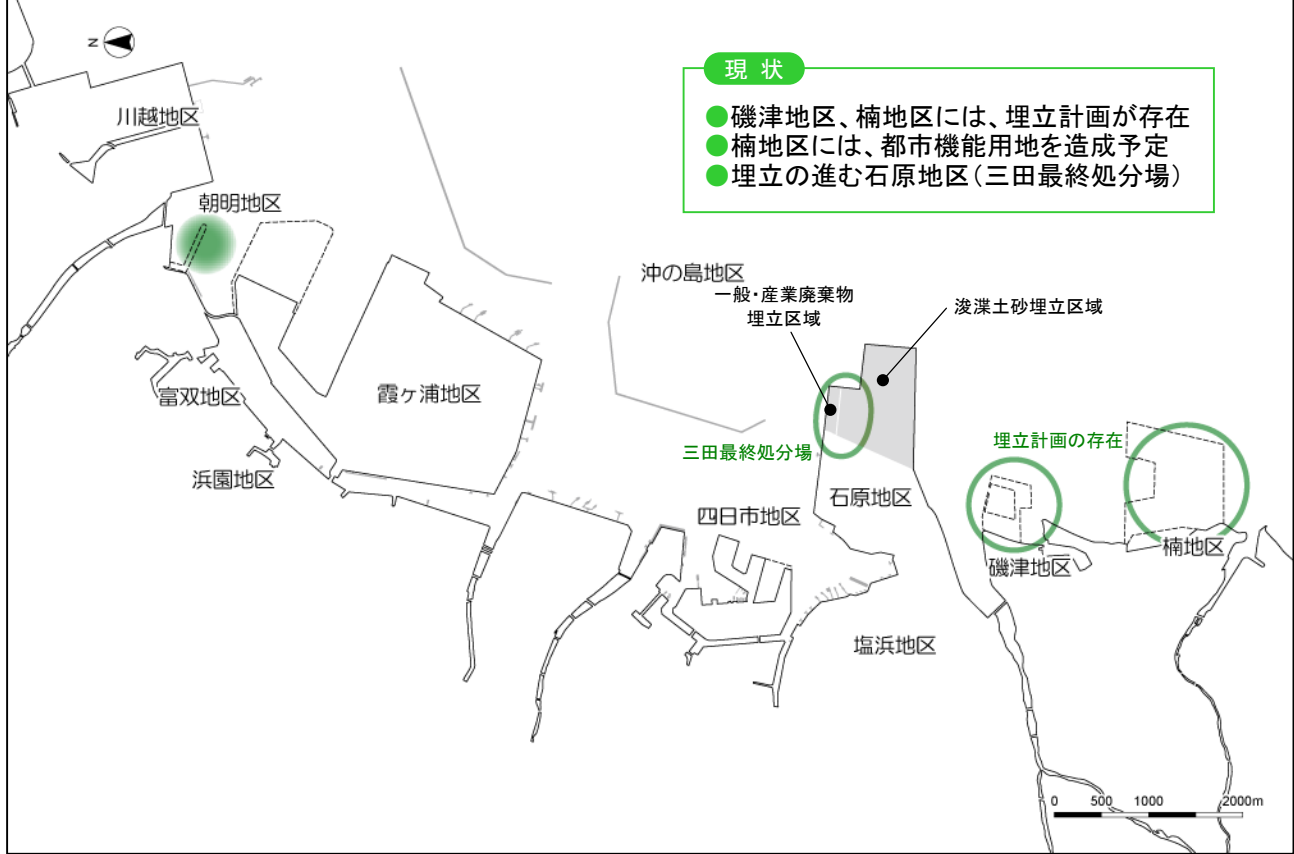 N
現 状
●磯津地区、楠地区には、埋立計画が存在
●楠地区には、都市機能用地を造成予定
●埋立の進む石原地区(三田最終処分場)
川越地区
朝明地区
沖の島地区
一般・産業廃棄物
埋立区域
浚渫土砂埋立区域
富双地区
霞ヶ浦地区
浜園地区
三田最終処分場
埋立計画の存在
石原地区
四日市地区
楠地区
磯津地区
塩浜地区
0 500 1000 2000m